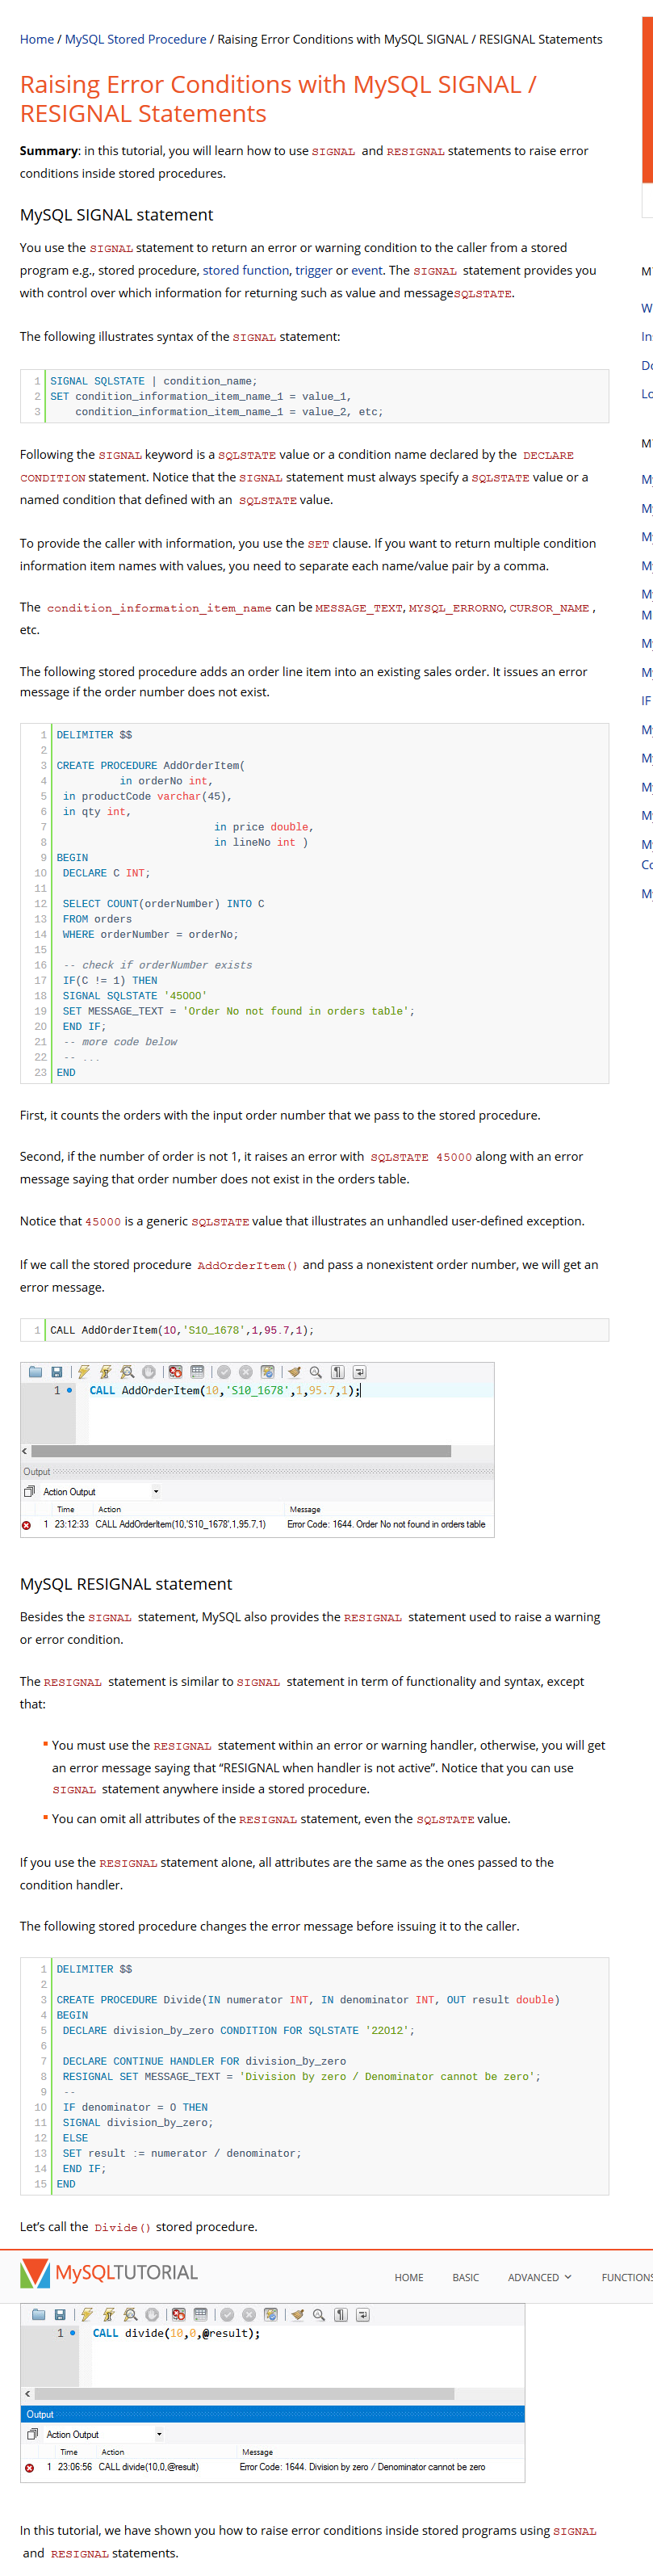 Home / MySQL Stored Procedure / Raising Error Conditions with MySQL SIGNAL / RESIGNAL Statements
Raising Error Conditions with MySQL SIGNAL /
RESIGNAL Statements
Summary: in this tutorial, you will learn how to use SIGNAL and RESIGNAL statements to raise error
conditions inside stored procedures.
MySQL SIGNAL statement
You use the SIGNAL statement to return an error or warning condition to the caller from a stored
program e.g., stored procedure, stored function, trigger or event. The SIGNAL statement provides you
with control over which information for returning such as value and messageSQLSTATE.
The following illustrates syntax of the SIGNAL statement:
1 SIGNAL SQLSTATE | condition_name;
2 SET condition_information_item_name_1 = value_1,
3 condition_information_item_name_1 = value_2, etc;
Following the SIGNAL keyword is a SQLSTATE value or a condition name declared by the DECLARE
CONDITION statement. Notice that the SIGNAL statement must always specify a SQLSTATE value or a
named condition that defined with an SQLSTATE value.
To provide the caller with information, you use the SET clause. If you want to return multiple condition
information item names with values, you need to separate each name/value pair by a comma.
The condition_information_item_name can be MESSAGE_TEXT, MYSQL_ERRORNO, CURSOR_NAME ,
etc.
The following stored procedure adds an order line item into an existing sales order. It issues an error
message if the order number does not exist.
1 DELIMITER $$
2
3 CREATE PROCEDURE AddOrderItem(
4 in orderNo int,
5 in productCode varchar(45),
6 in qty int,
7 in price double,
8 in lineNo int )
9 BEGIN
10 DECLARE C INT;
11
12 SELECT COUNT(orderNumber) INTO C
13 FROM orders
14 WHERE orderNumber = orderNo;
15
16 -- check if orderNumber exists
17 IF(C != 1) THEN
18 SIGNAL SQLSTATE '45000'
19 SET MESSAGE_TEXT = 'Order No not found in orders table';
20 END IF;
21 -- more code below
22 -- ...
23 END
First, it counts the orders with the input order number that we pass to the stored procedure.
Second, if the number of order is not 1, it raises an error with SQLSTATE 45000 along with an error
message saying that order number does not exist in the orders table.
Notice that 45000 is a generic SQLSTATE value that illustrates an unhandled user-defined exception.
If we call the stored procedure AddOrderItem() and pass a nonexistent order number, we will get an
error message.
1 CALL AddOrderItem(10,'S10_1678',1,95.7,1);
1 CALL AddOrderItem(10,'S10_1678',1,95.7,1);
Output
Action Output
Time Action Message
1 23:12:33 CALL AddOrderItem(10,'S10_1678',1,95.7,1) Error Code: 1644. Order No not found in orders table
MySQL RESIGNAL statement
Besides the SIGNAL statement, MySQL also provides the RESIGNAL statement used to raise a warning
or error condition.
The RESIGNAL statement is similar to SIGNAL statement in term of functionality and syntax, except
that:
You must use the RESIGNAL statement within an error or warning handler, otherwise, you will get
an error message saying that “RESIGNAL when handler is not active”. Notice that you can use
SIGNAL statement anywhere inside a stored procedure.
You can omit all attributes of the RESIGNAL statement, even the SQLSTATE value.
If you use the RESIGNAL statement alone, all attributes are the same as the ones passed to the
condition handler.
The following stored procedure changes the error message before issuing it to the caller.
1 DELIMITER $$
2
3 CREATE PROCEDURE Divide(IN numerator INT, IN denominator INT, OUT result double)
4 BEGIN
5 DECLARE division_by_zero CONDITION FOR SQLSTATE '22012';
6
7 DECLARE CONTINUE HANDLER FOR division_by_zero
8 RESIGNAL SET MESSAGE_TEXT = 'Division by zero / Denominator cannot be zero';
9 --
10 IF denominator = 0 THEN
11 SIGNAL division_by_zero;
12 ELSE
13 SET result := numerator / denominator;
14 END IF;
15 END
Let’s call the Divide() stored procedure.
MySQLTUTORIAL HOME BASIC ADVANCED FUNCTIONS
1 CALL divide(10,0,@result);
Output
Action Output
Time Action Message
1 23:06:56 CALL divide(10,0,@result) Error Code: 1644. Division by zero / Denominator cannot be zero
In this tutorial, we have shown you how to raise error conditions inside stored programs using SIGNAL
and RESIGNAL statements.